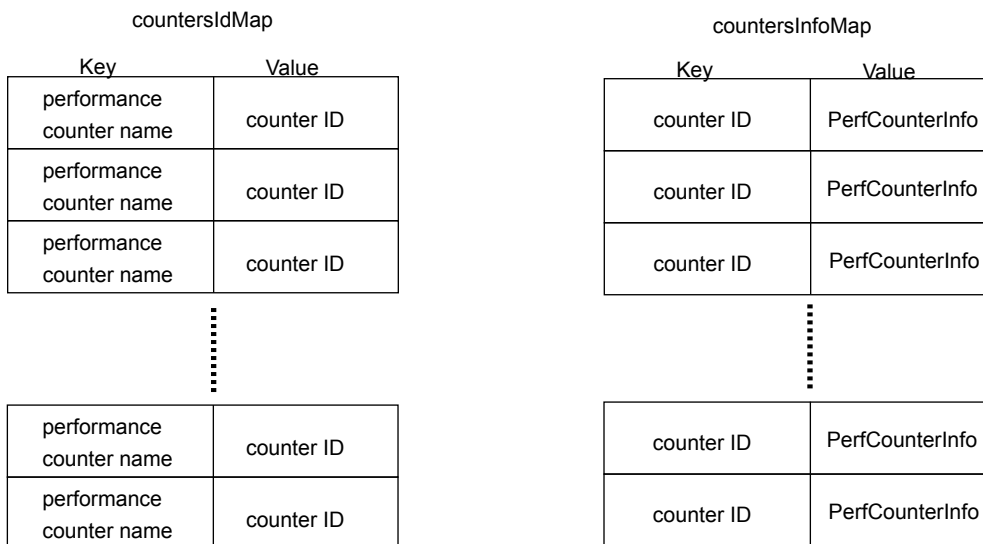 countersIdMap
Key Value
performance
counter name
counter ID
performance
counter name
counter ID
performance
counter name
counter ID
performance
counter name
counter ID
performance
counter name
counter ID
countersInfoMap
Key Value
counter ID PerfCounterInfo
counter ID PerfCounterInfo
counter ID PerfCounterInfo
counter ID PerfCounterInfo
counter ID PerfCounterInfo